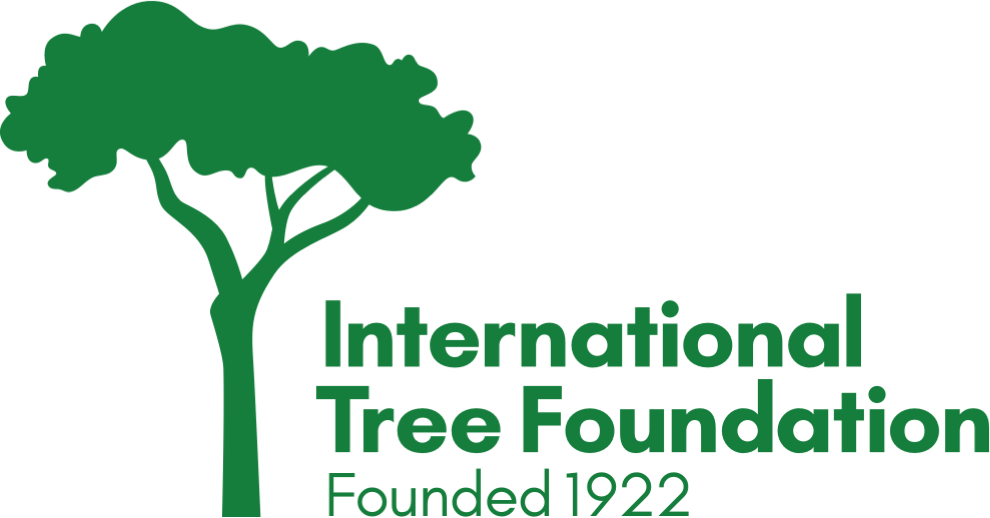 International
Tree Foundation
Founded 1922